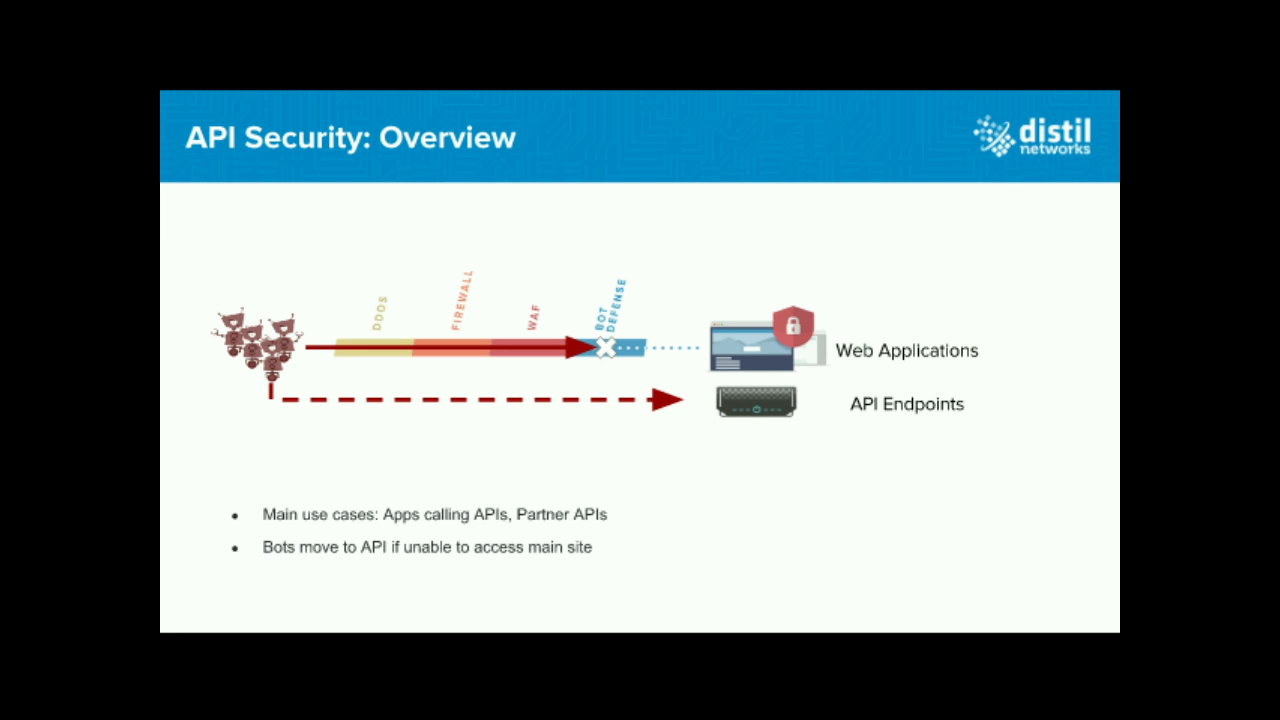 API Security: Overview
distil
networks
DDOS
FIREWALL
WAF
BOT
DEFENSE
Web Applications
API Endpoints
Main use cases: Apps calling APIs, Partner APIs
Bots move to API if unable to access main site